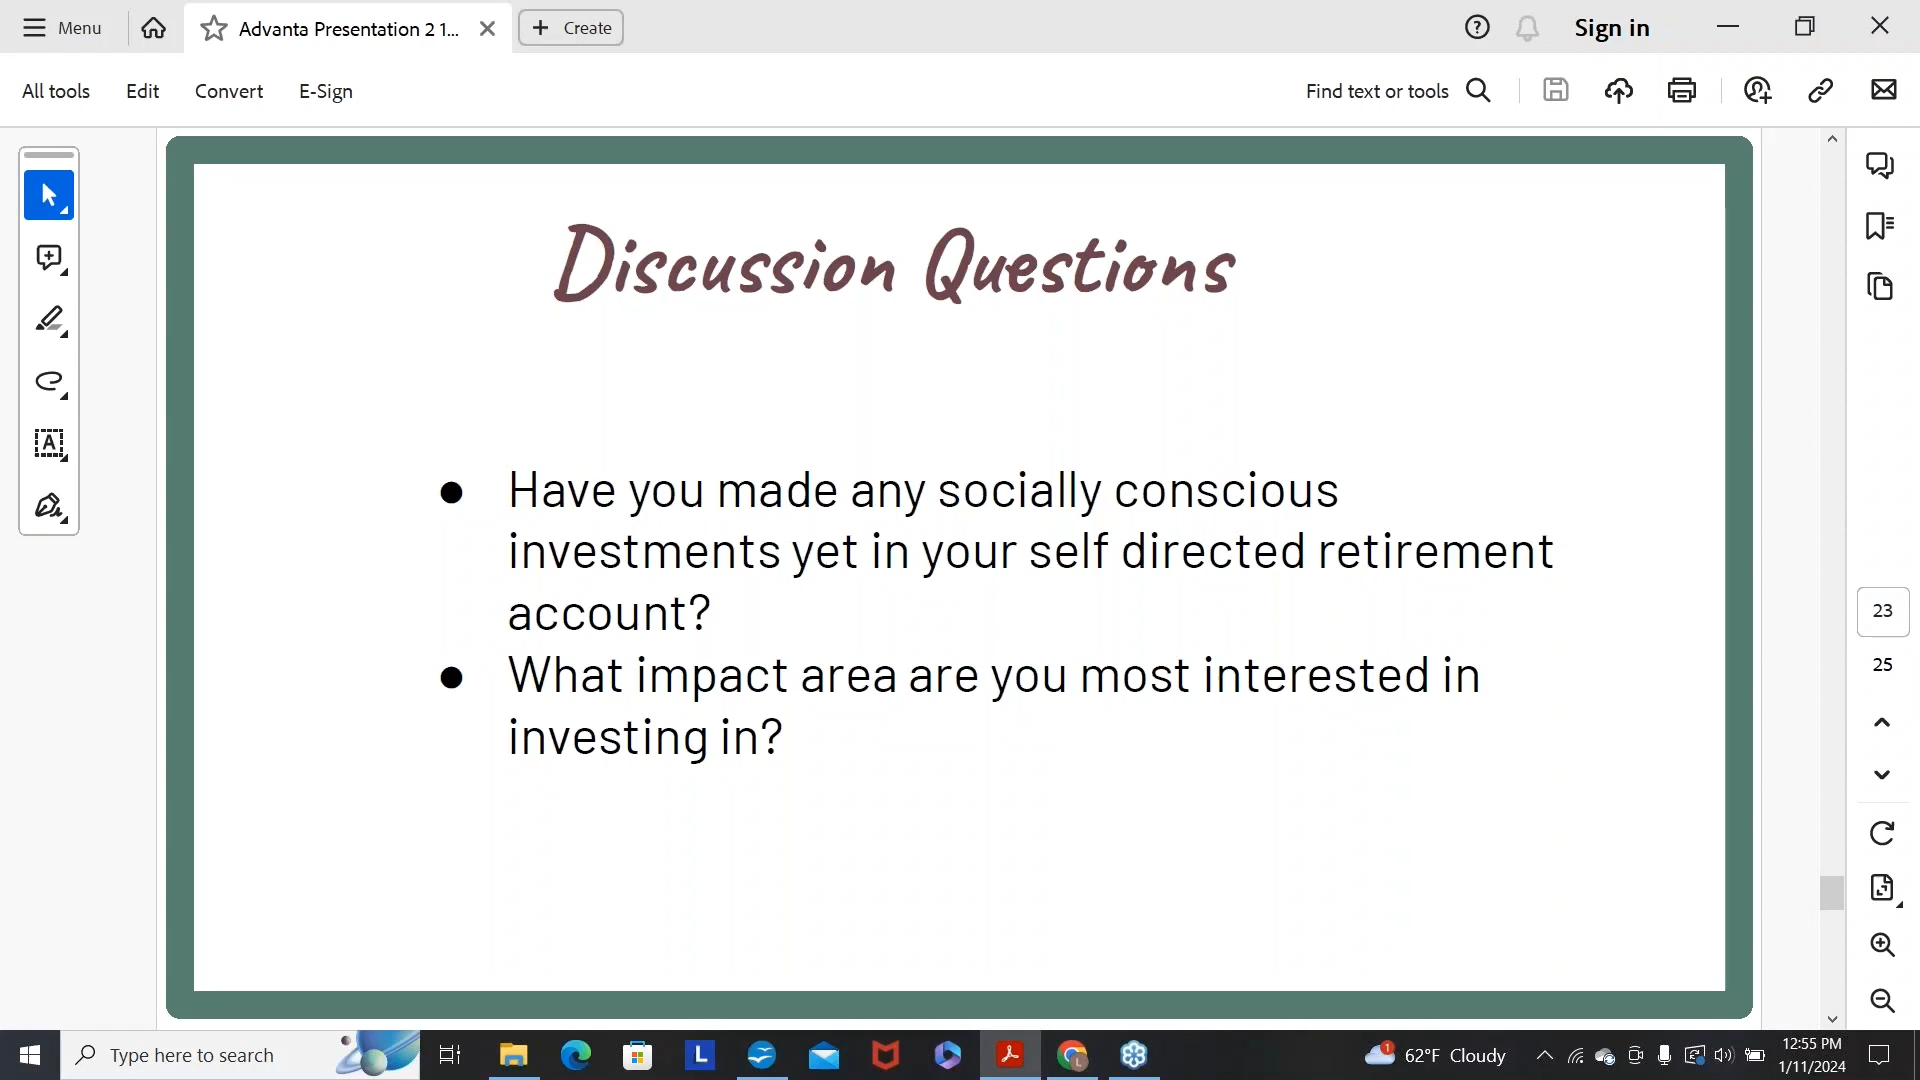 Menu
Advanta Presentation 2 1...
Create
Sign in
All tools
Edit
Convert
E-Sign
Find text or tools
Discussion Questions
● Have you made any socially conscious
investments yet in your self directed retirement
account?
● What impact area are you most interested in
investing in?
23
25
Type here to search
L
L
1
62°F Cloudy
12:55 PM
1/11/2024